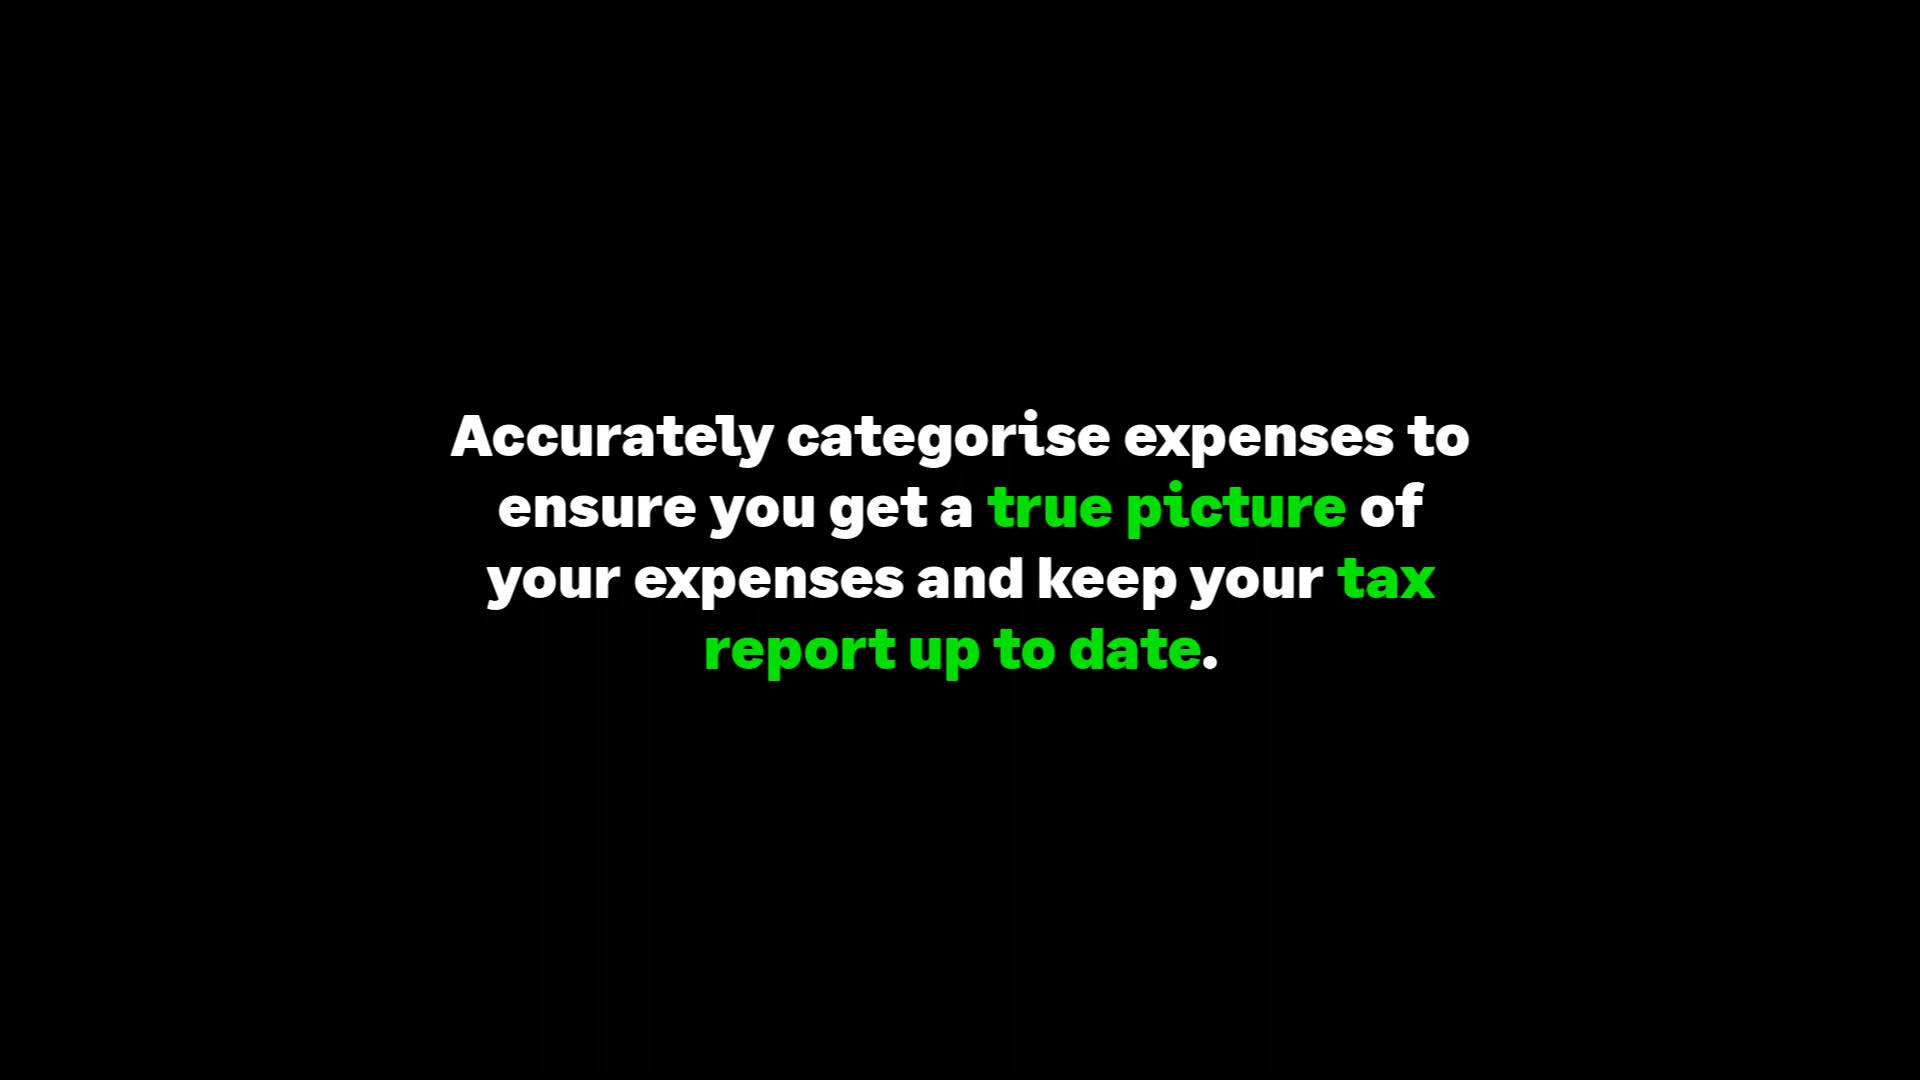 Accurately categorise expenses to
ensure you get a true picture of
your expenses and keep your tax
report up to date.